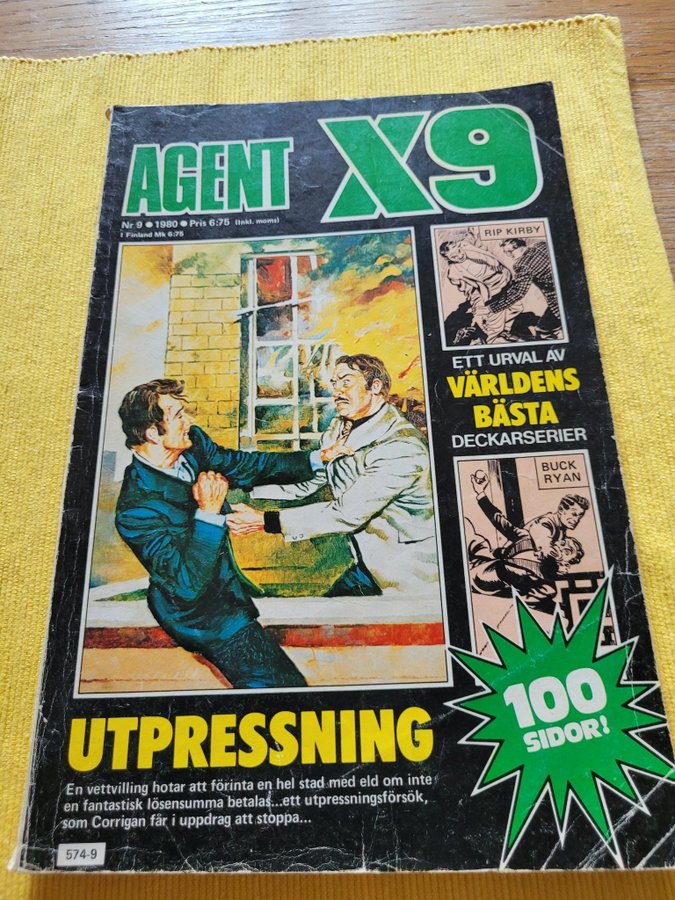 AGENT X9
Nr 9 ● 1980 ● Pris 6:75 (Inkl. moms)
I Finland Mk 6:75
RIP KIRBY
ETT URVAL AV
VÄRLDENS
BÄSTA
DECKARSERIER
BUCK
RYAN
100
SIDOR!
UTPRESSNING
En vettvilling hotar att förinta en hel stad med eld om inte
en fantastisk lösensumma betalas...ett utpressningsförsök,
som Corrigan får i uppdrag att stoppa...
574-9